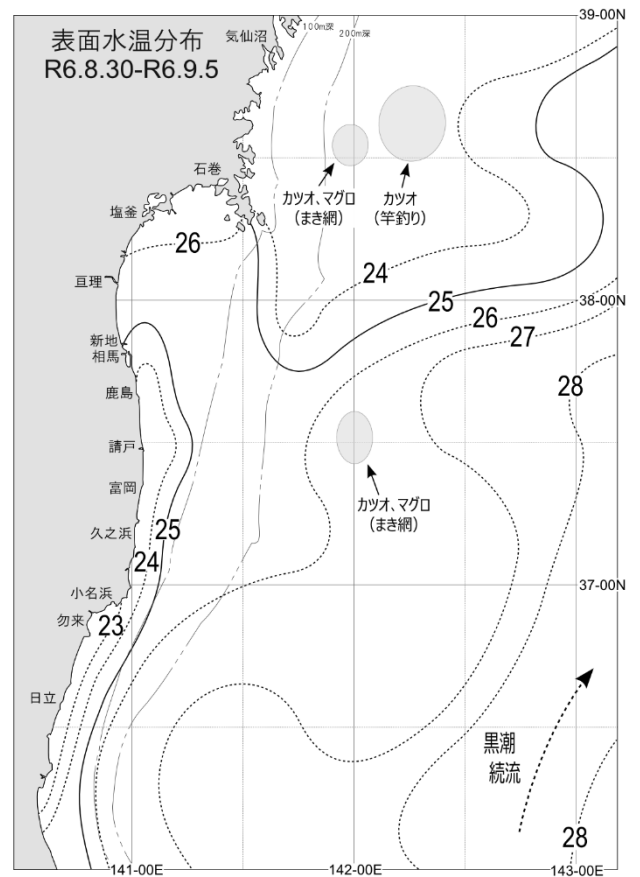 表面水温分布
R6.8.30-R6.9.5
気仙沼
100m深
200m深
39-00N
石巻
カツオ、マグロ
(まき網)
カツオ
(竿釣り)
塩釜
26
亘理
24
25
38-00N
26
27
新地
相馬
28
鹿島
請戸
カツオ、マグロ
(まき網)
富岡
久之浜
25
24
37-00N
小名浜
勿来
23
日立
黒潮
続流
28
141-00E
142-00E
143-00E